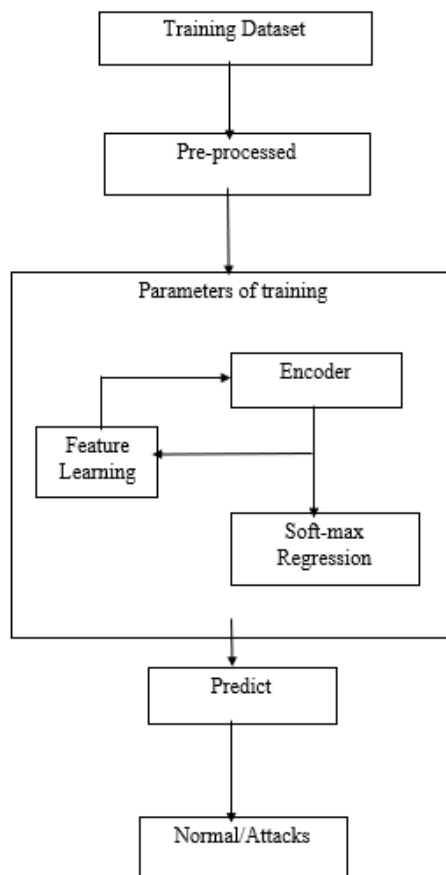 Training Dataset
Pre-processed
Parameters of training
Encoder
Feature
Learning
Soft-max
Regression
Predict
Normal/Attacks